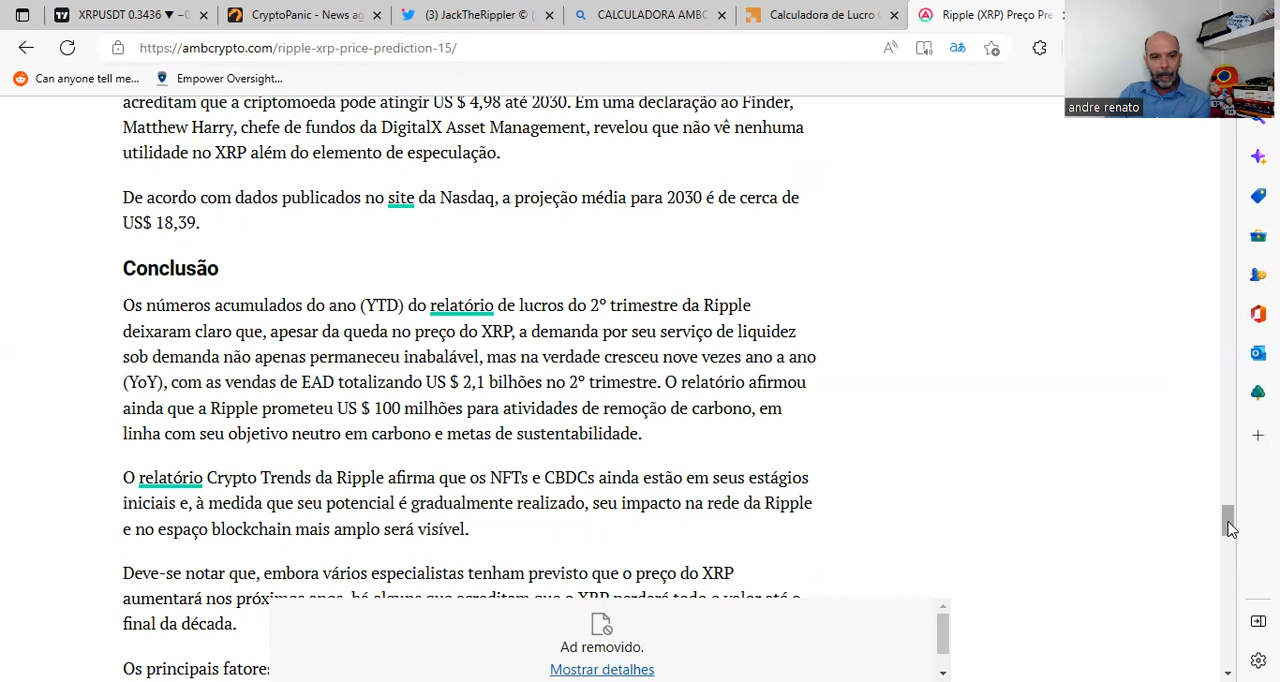 XRPUSDT 0.3436 ▼ −0
CryptoPanic - News ag
(3) JackTheRippler ©
CALCULADORA AMBC
Calculadora de Lucro
Ripple (XRP) Preço Pre
https://ambcrypto.com/ripple-xrp-price-prediction-15/
Can anyone tell me...
Empower Oversight...
andre renato
acreditam que a criptomoeda pode atingir US $ 4,98 até 2030. Em uma declaração ao Finder,
Matthew Harry, chefe de fundos da DigitalX Asset Management, revelou que não vê nenhuma
utilidade no XRP além do elemento de especulação.
De acordo com dados publicados no site da Nasdaq, a projeção média para 2030 é de cerca de
US$ 18,39.
Conclusão
Os números acumulados do ano (YTD) do relatório de lucros do 2º trimestre da Ripple
deixaram claro que, apesar da queda no preço do XRP, a demanda por seu serviço de liquidez
sob demanda não apenas permaneceu inabalável, mas na verdade cresceu nove vezes ano a ano
(YoY), com as vendas de EAD totalizando US $ 2,1 bilhões no 2º trimestre. O relatório afirmou
ainda que a Ripple prometeu US $ 100 milhões para atividades de remoção de carbono, em
linha com seu objetivo neutro em carbono e metas de sustentabilidade.
O relatório Crypto Trends da Ripple afirma que os NFTs e CBDCs ainda estão em seus estágios
iniciais e, à medida que seu potencial é gradualmente realizado, seu impacto na rede da Ripple
e no espaço blockchain mais amplo será visível.
Deve-se notar que, embora vários especialistas tenham previsto que o preço do XRP
aumentará nos próximos anos, há alguns que acreditam que o XRP perderá todo o valor até o
final da década.
Os principais fatores
Ad removido.
Mostrar detalhes